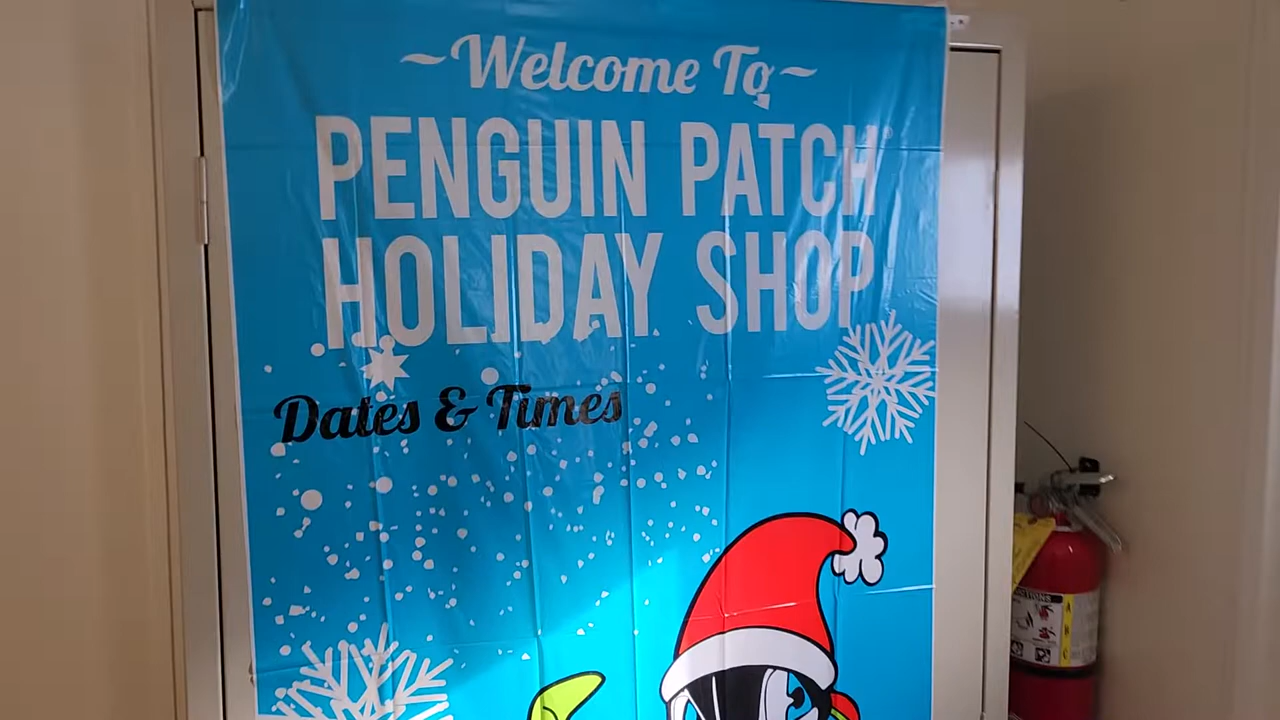 ~Welcome To~
PENGUIN PATCH®
HOLIDAY SHOP
Dates & Times
A
B
C